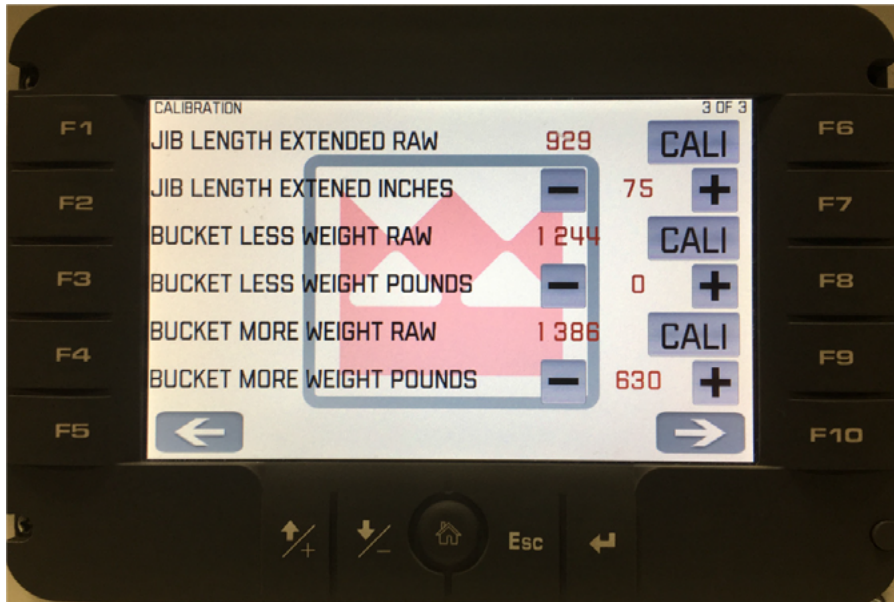 CALIBRATION 3 OF 3
F1 JIB LENGTH EXTENDED RAW 929 CALI F6
F2 JIB LENGTH EXTENED INCHES − 75 + F7
BUCKET LESS WEIGHT RAW 1 244 CALI
F3 BUCKET LESS WEIGHT POUNDS − 0 + F8
F4 BUCKET MORE WEIGHT RAW 1 386 CALI F9
BUCKET MORE WEIGHT POUNDS − 630 +
F5 F10
/+ /− Esc